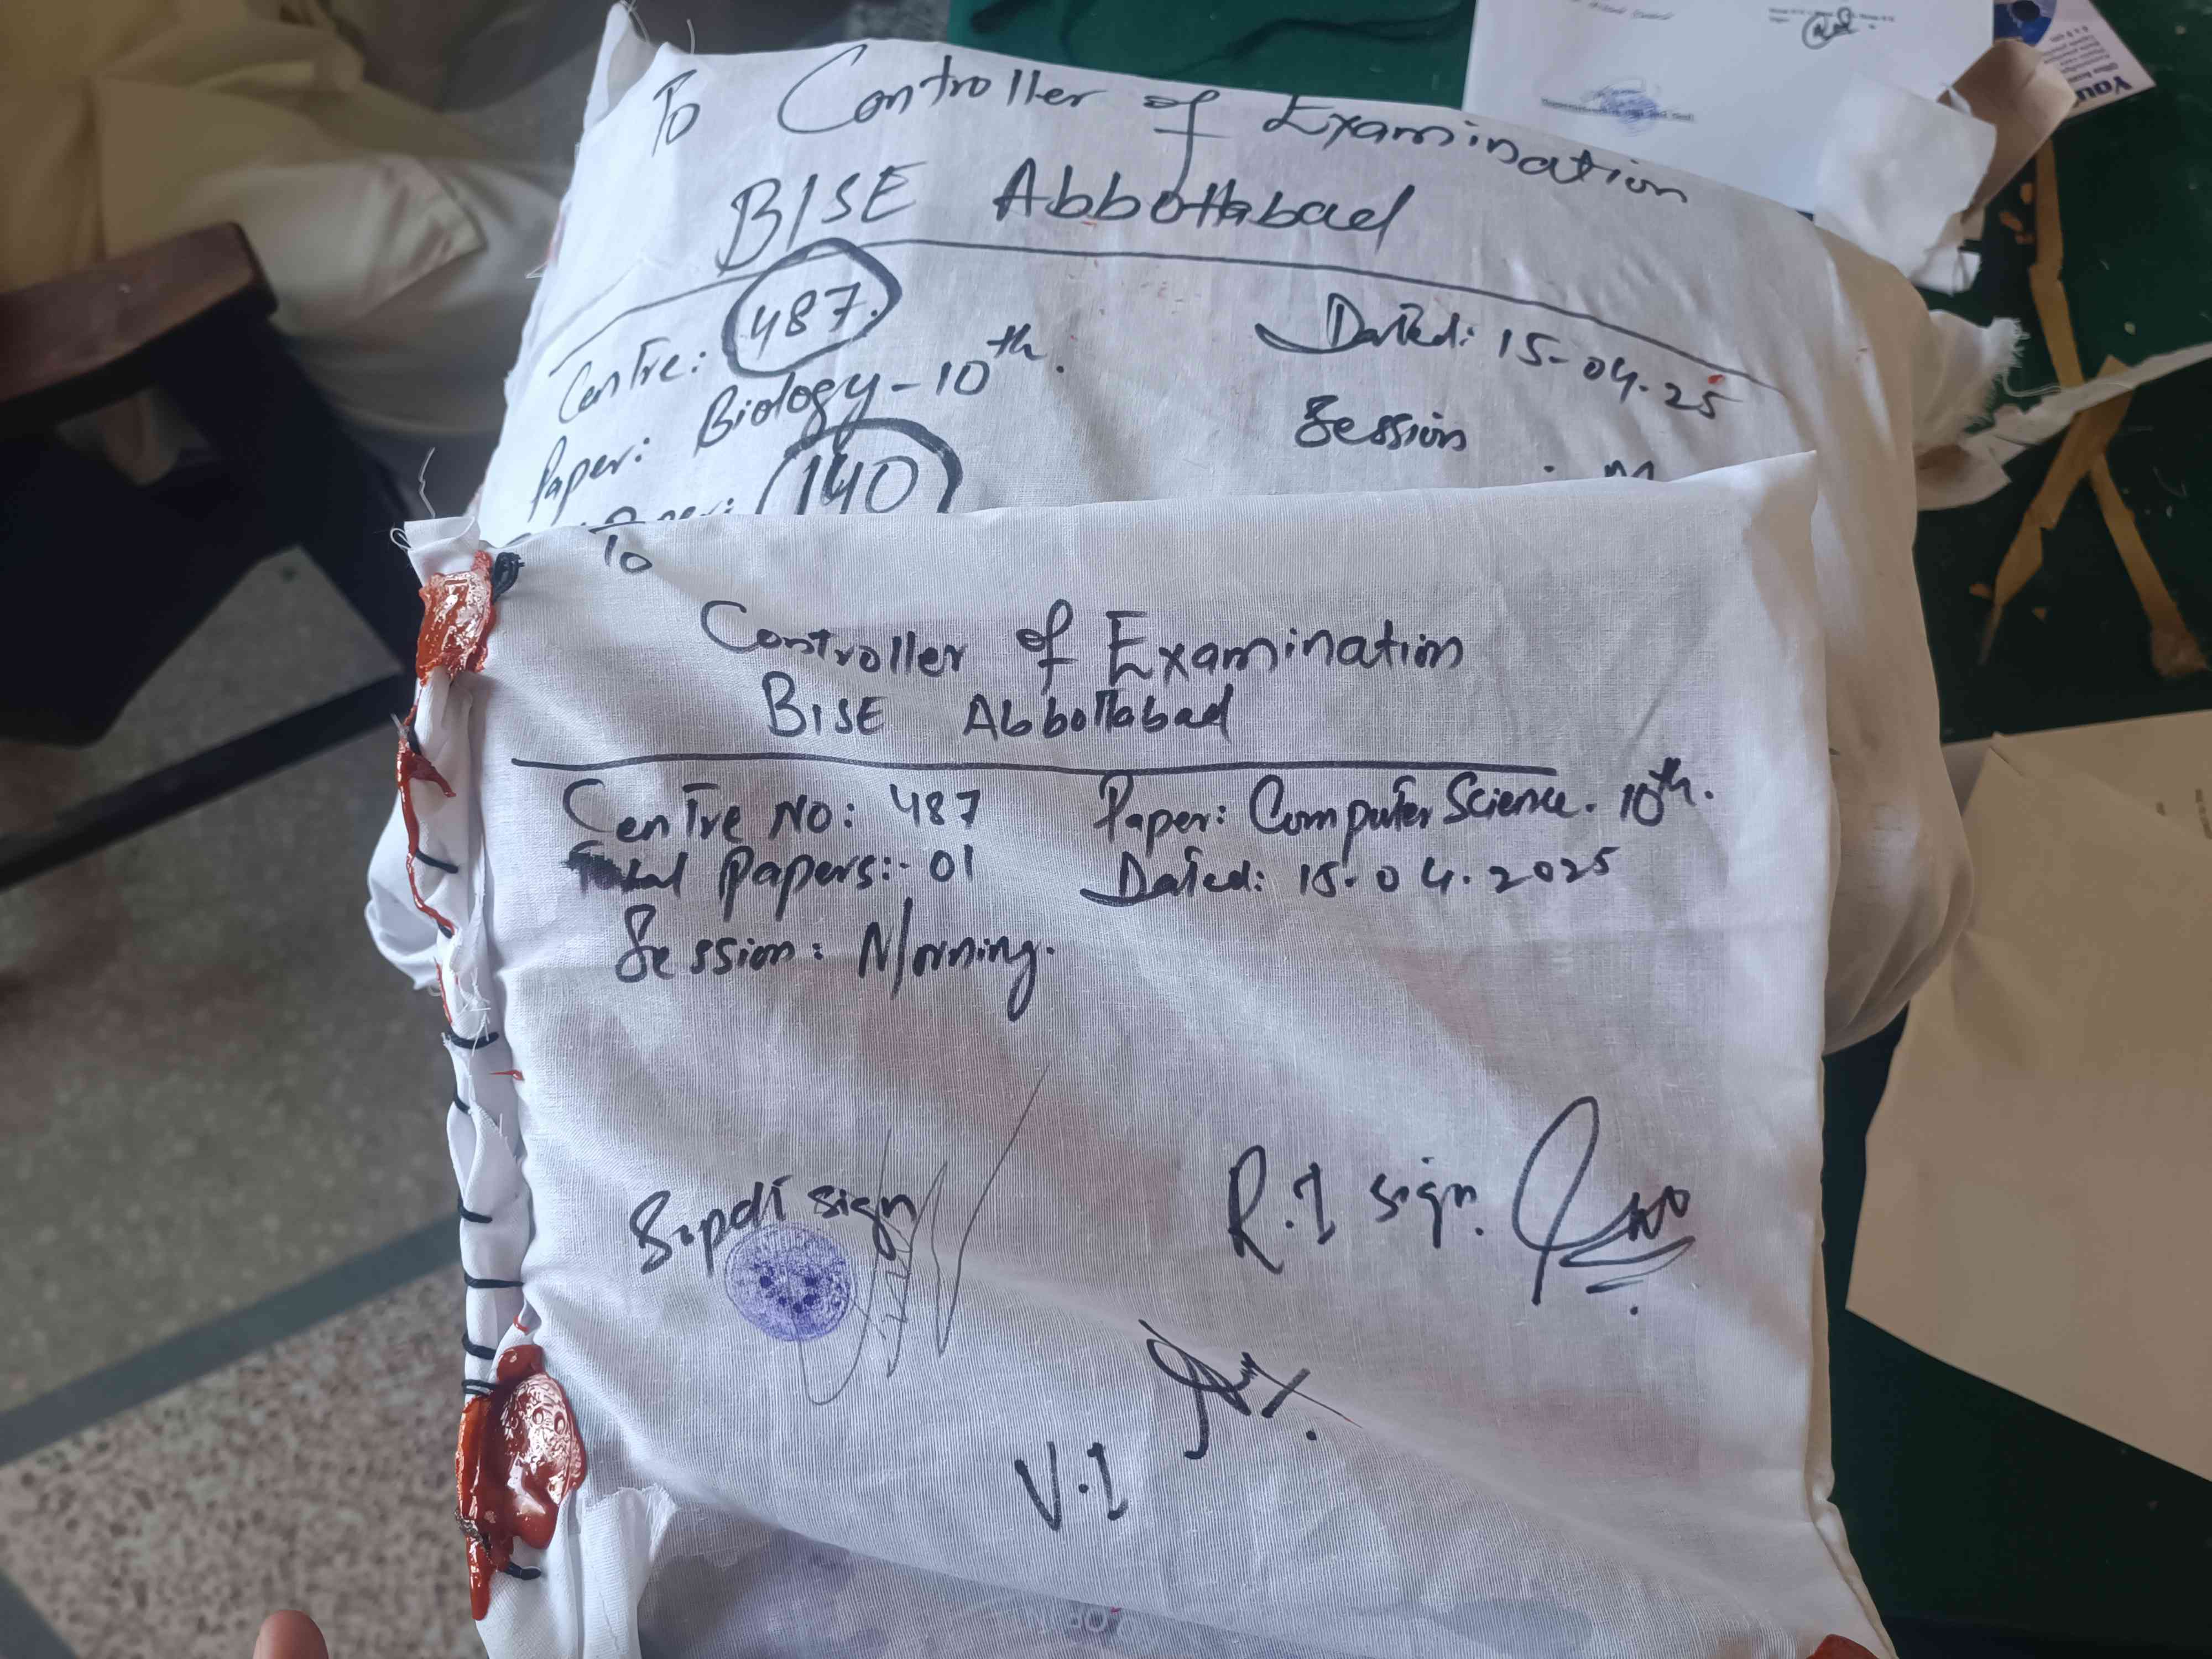 To Controller of Examination
BISE Abbottabad
Centre: 487.
Dated: 15-04-25
Paper: Biology-10th.
Session
140
To
Controller of Examination
BISE Abbottabad
Centre No: 487 Paper: Computer Science. 10th.
Total Papers:- 01 Dated: 15.04.2025
Session: Morning.
Supdt sign
R.I sign.
V.I
You